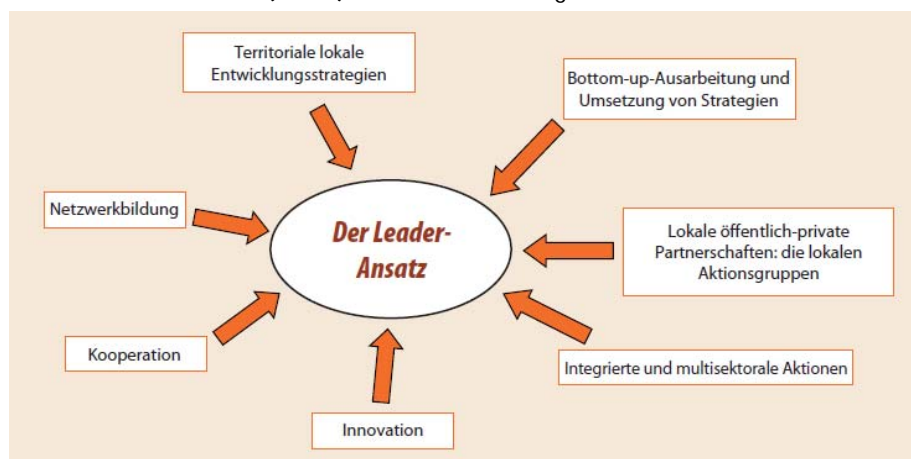 Territoriale lokale
Entwicklungsstrategien
Bottom-up-Ausarbeitung und
Umsetzung von Strategien
Netzwerkbildung
Der Leader-
Ansatz
Lokale öffentlich-private
Partnerschaften: die lokalen
Aktionsgruppen
Kooperation
Integrierte und multisektorale Aktionen
Innovation